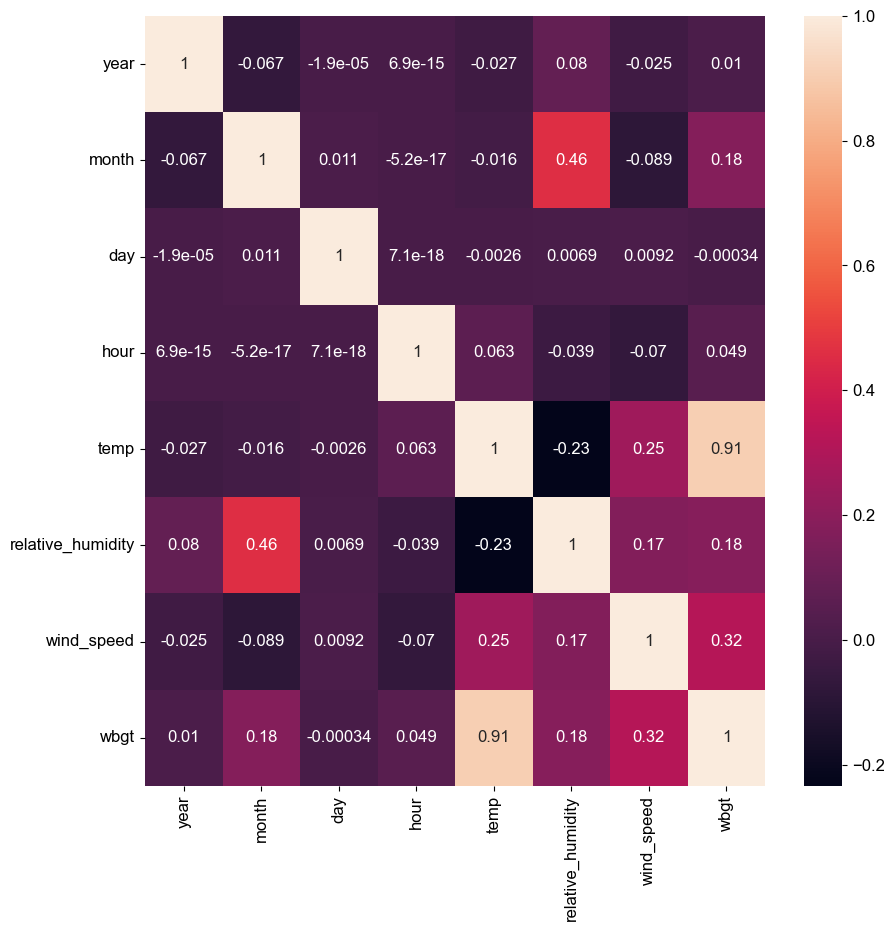 year 1 -0.067 -1.9e-05 6.9e-15 -0.027 0.08 -0.025 0.01
month -0.067 1 0.011 -5.2e-17 -0.016 0.46 -0.089 0.18
day -1.9e-05 0.011 1 7.1e-18 -0.0026 0.0069 0.0092 -0.00034
hour 6.9e-15 -5.2e-17 7.1e-18 1 0.063 -0.039 -0.07 0.049
temp -0.027 -0.016 -0.0026 0.063 1 -0.23 0.25 0.91
relative_humidity 0.08 0.46 0.0069 -0.039 -0.23 1 0.17 0.18
wind_speed -0.025 -0.089 0.0092 -0.07 0.25 0.17 1 0.32
wbgt 0.01 0.18 -0.00034 0.049 0.91 0.18 0.32 1
year month day hour temp relative_humidity wind_speed wbgt
1.0
0.8
0.6
0.4
0.2
0.0
−0.2